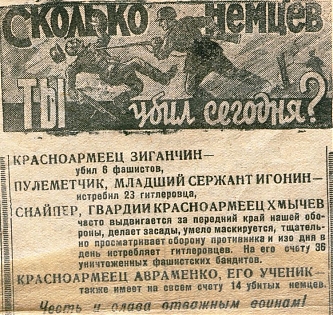 СКОЛЬКО НЕМЦЕВ
ТЫ убил сегодня?
КРАСНОАРМЕЕЦ ЗИГАНЧИН—
убил 6 фашистов,
ПУЛЕМЕТЧИК, МЛАДШИЙ СЕРЖАНТ ИГОНИН—
истребил 23 гитлеровца,
СНАЙПЕР, ГВАРДИИ КРАСНОАРМЕЕЦ ХМЫЧЕВ
часто выдвигается за передний край нашей обо-
роны, делает засады, умело маскируется, тщатель-
но просматривает оборону противника и изо дня в
день истребляет гитлеровцев. На его счету 36
уничтоженных фашистских бандитов.
КРАСНОАРМЕЕЦ АВРАМЕНКО, ЕГО УЧЕНИК—
также имеет на своем счету 14 убитых немцев.
Честь и слава отважным воинам!